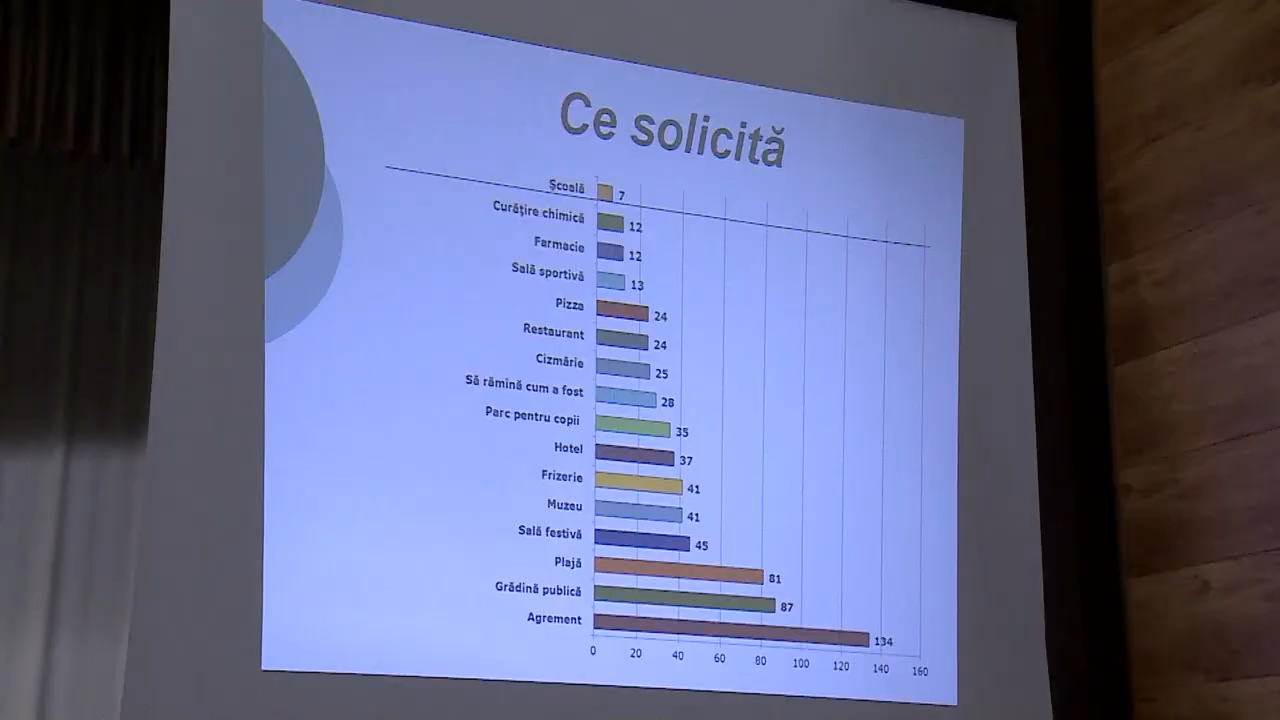 Ce solicită
Școală 7
Curățire chimică 12
Farmacie 12
Sală sportivă 13
Pizza 24
Restaurant 24
Cizmărie 25
Să rămină cum a fost 28
Parc pentru copii 35
Hotel 37
Frizerie 41
Muzeu 41
Sală festivă 45
Plajă 81
Grădină publică 87
Agrement 134
0 20 40 60 80 100 120 140 160